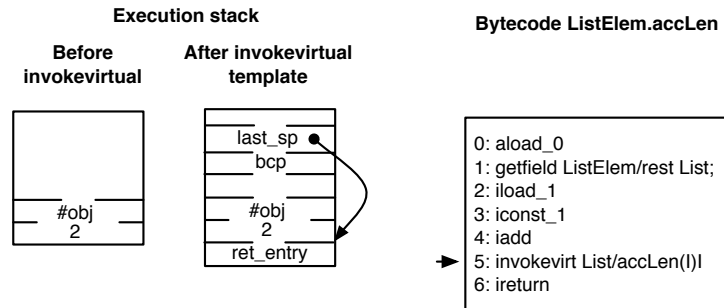 Execution stack
Before
invokevirtual
After invokevirtual
template
#obj
2
last_sp
bcp
#obj
2
ret_entry
Bytecode ListElem.accLen
0: aload_0
1: getfield ListElem/rest List;
2: iload_1
3: iconst_1
4: iadd
5: invokevirt List/accLen(I)I
6: ireturn